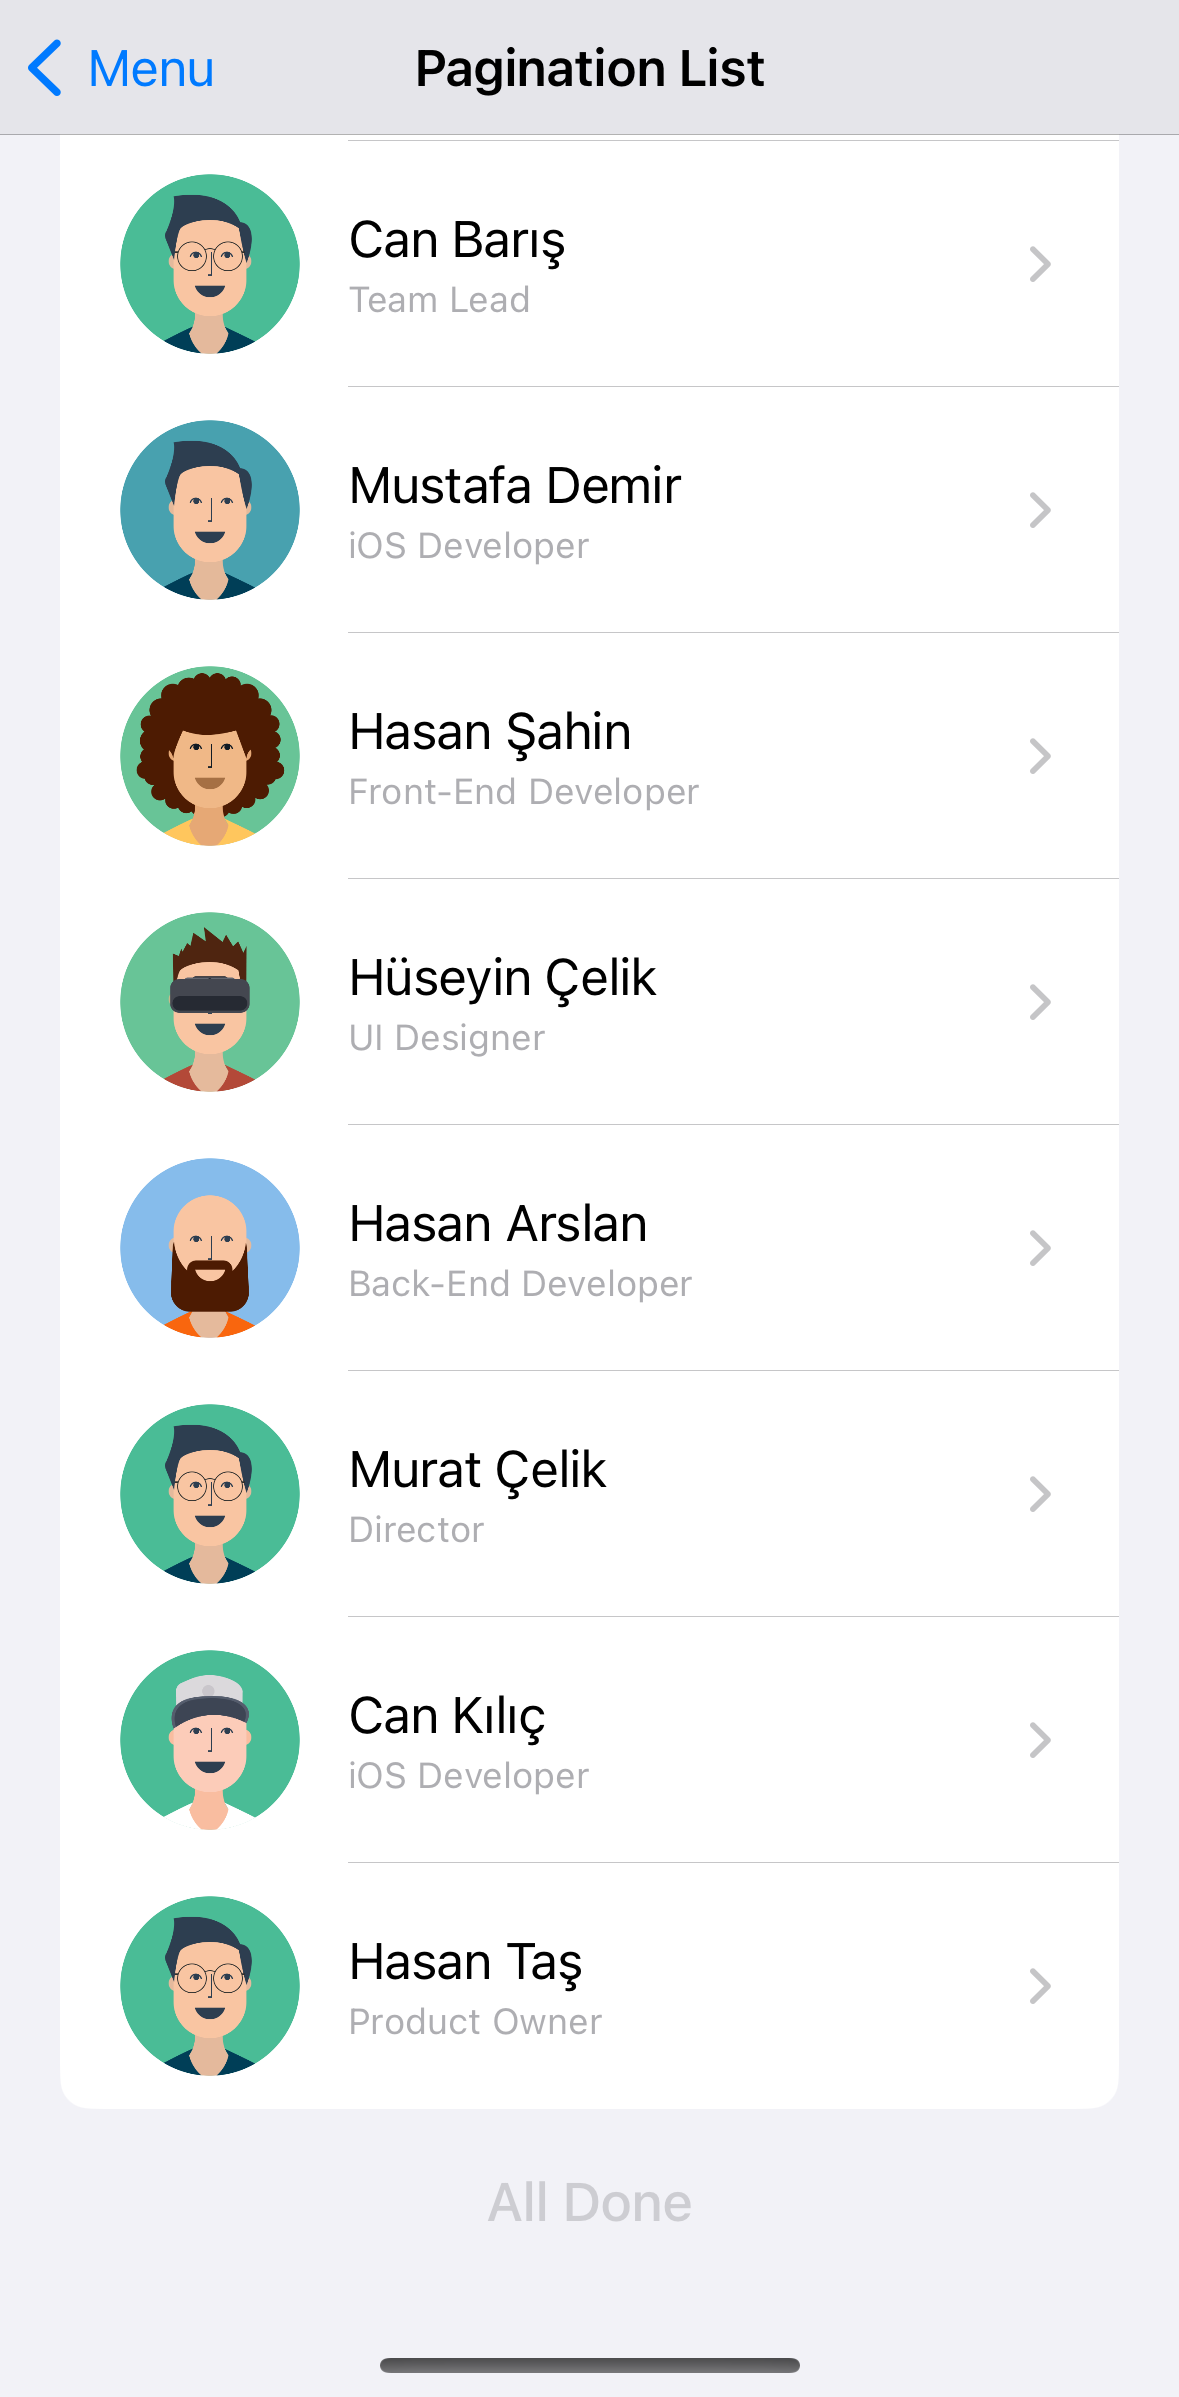 Menu
Pagination List
Can Barış
Team Lead
Mustafa Demir
iOS Developer
Hasan Şahin
Front-End Developer
Hüseyin Çelik
UI Designer
Hasan Arslan
Back-End Developer
Murat Çelik
Director
Can Kılıç
iOS Developer
Hasan Taş
Product Owner
All Done